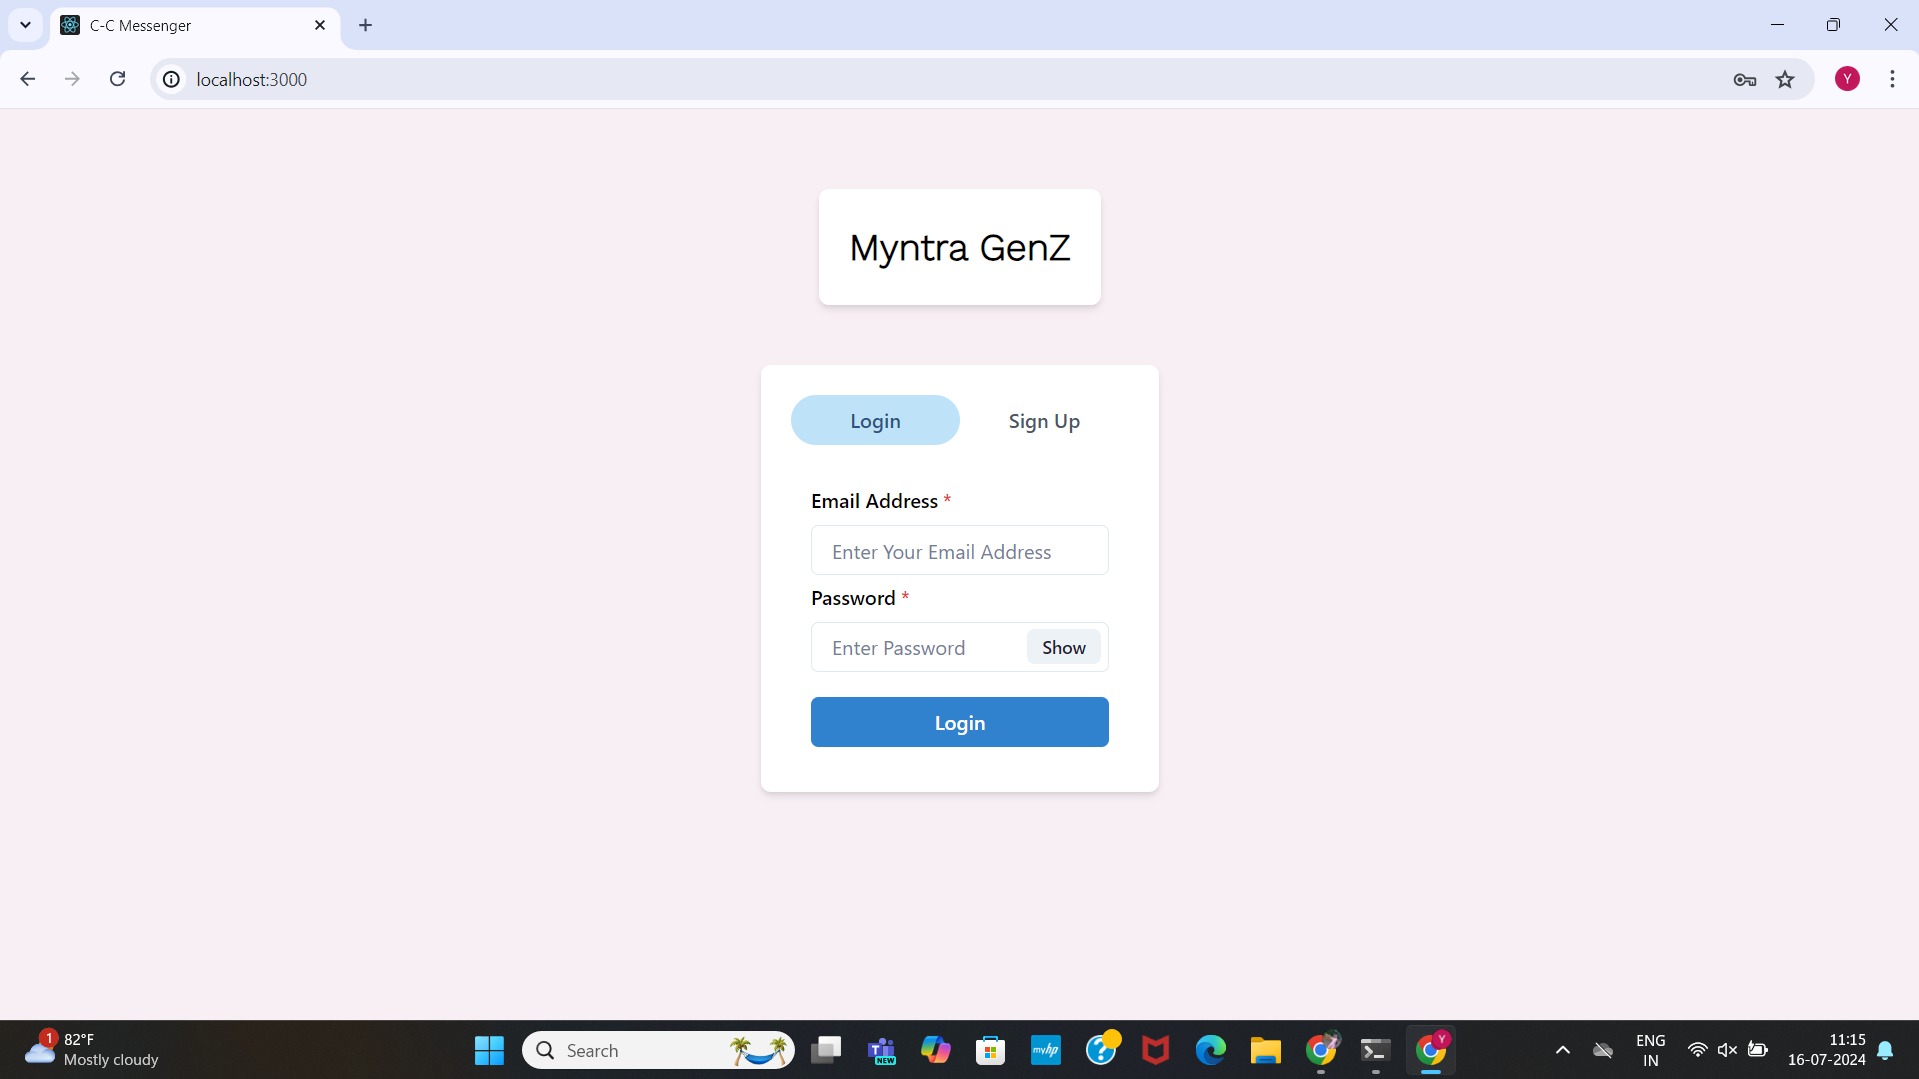 C-C Messenger
localhost:3000
Y
Myntra GenZ
Login
Sign Up
Email Address *
Enter Your Email Address
Password *
Enter Password
Show
Login
1
82°F
Mostly cloudy
Search
NEW
myhp
Y
ENG
IN
11:15
16-07-2024